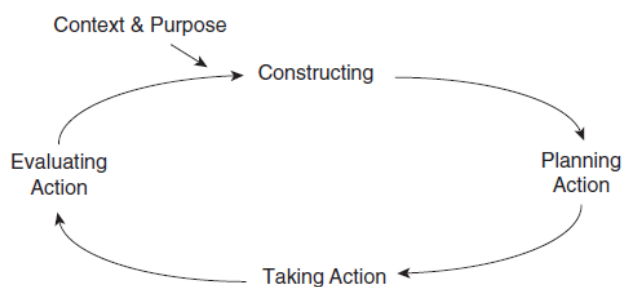 Context & Purpose
Constructing
Evaluating
Action
Planning
Action
Taking Action